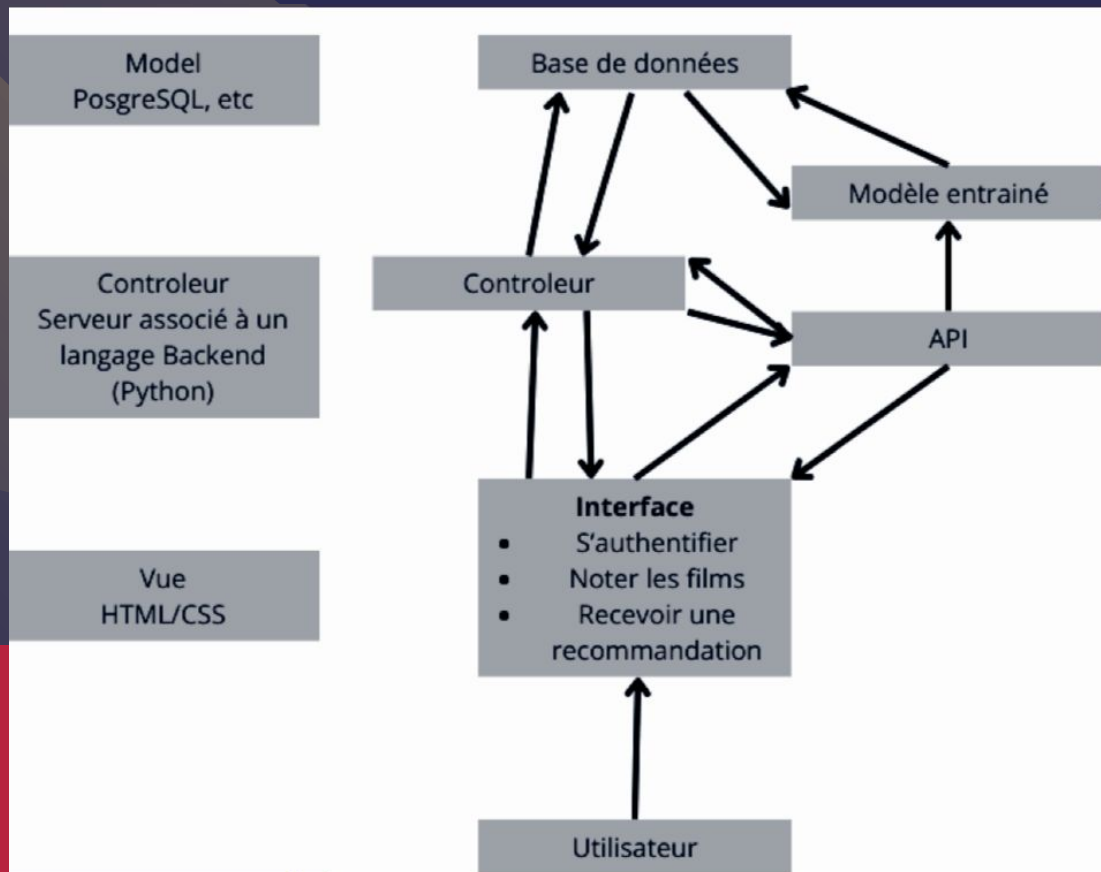 Model
PosgreSQL, etc
Base de données
Modèle entrainé
Controleur
Serveur associé à un
langage Backend
(Python)
Controleur
API
Interface
• S'authentifier
• Noter les films
• Recevoir une
recommandation
Vue
HTML/CSS
Utilisateur